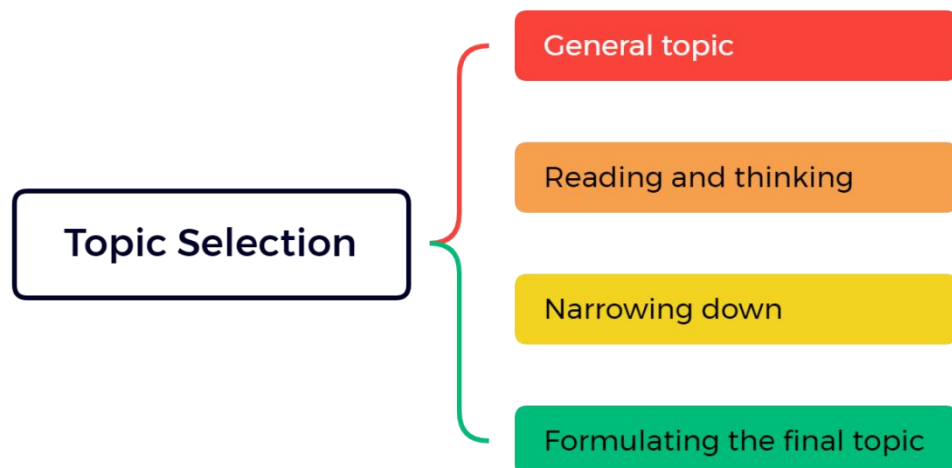 Topic Selection
General topic
Reading and thinking
Narrowing down
Formulating the final topic